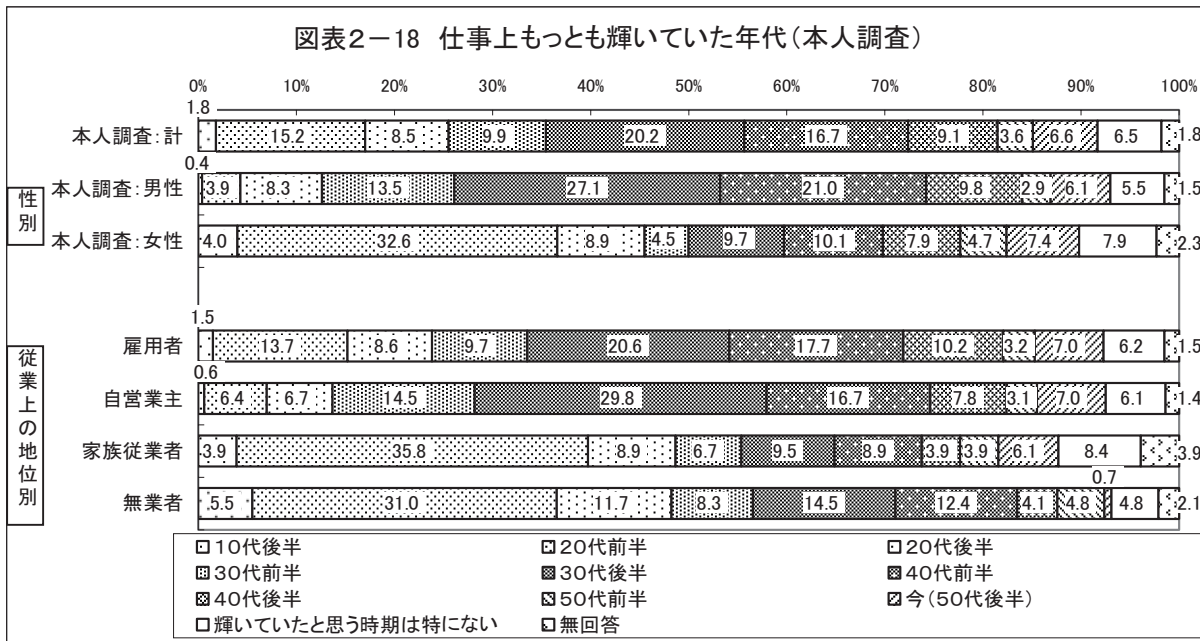 図表2－18 仕事上もっとも輝いていた年代（本人調査）
0% 10% 20% 30% 40% 50% 60% 70% 80% 90% 100%
1.8
本人調査：計 15.2 8.5 9.9 20.2 16.7 9.1 3.6 6.6 6.5 1.8
0.4
性別
本人調査：男性 3.9 8.3 13.5 27.1 21.0 9.8 2.9 6.1 5.5 1.5
本人調査：女性 4.0 32.6 8.9 4.5 9.7 10.1 7.9 4.7 7.4 7.9 2.3
1.5
従業上の地位別
雇用者 13.7 8.6 9.7 20.6 17.7 10.2 3.2 7.0 6.2 1.5
0.6
自営業主 6.4 6.7 14.5 29.8 16.7 7.8 3.1 7.0 6.1 1.4
家族従業者 3.9 35.8 8.9 6.7 9.5 8.9 3.9 3.9 6.1 8.4 3.9
0.7
無業者 5.5 31.0 11.7 8.3 14.5 12.4 4.1 4.8 4.8 2.1
10代後半 20代前半 20代後半
30代前半 30代後半 40代前半
40代後半 50代前半 今（50代後半）
輝いていたと思う時期は特にない 無回答